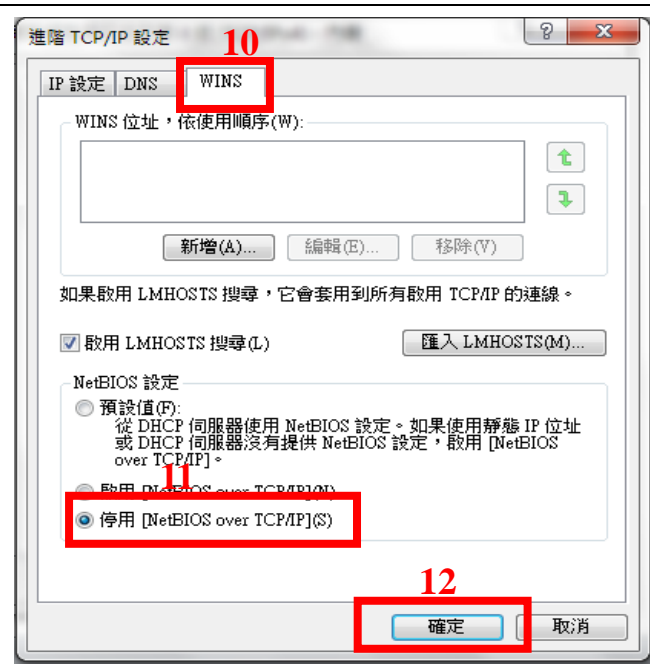 進階 TCP/IP 設定
10
IP 設定
DNS
WINS
WINS 位址，依使用順序(W):
新增(A)...
編輯(E)...
移除(V)
如果啟用 LMHOSTS 搜尋，它會套用到所有啟用 TCP/IP 的連線。
啟用 LMHOSTS 搜尋(L)
匯入 LMHOSTS(M)...
NetBIOS 設定
預設值(F):
從 DHCP 伺服器使用 NetBIOS 設定。如果使用靜態 IP 位址
或 DHCP 伺服器沒有提供 NetBIOS 設定，啟用 [NetBIOS
over TCP/IP]。
11
啟用 [NetBIOS over TCP/IP](N)
停用 [NetBIOS over TCP/IP](S)
12
確定
取消